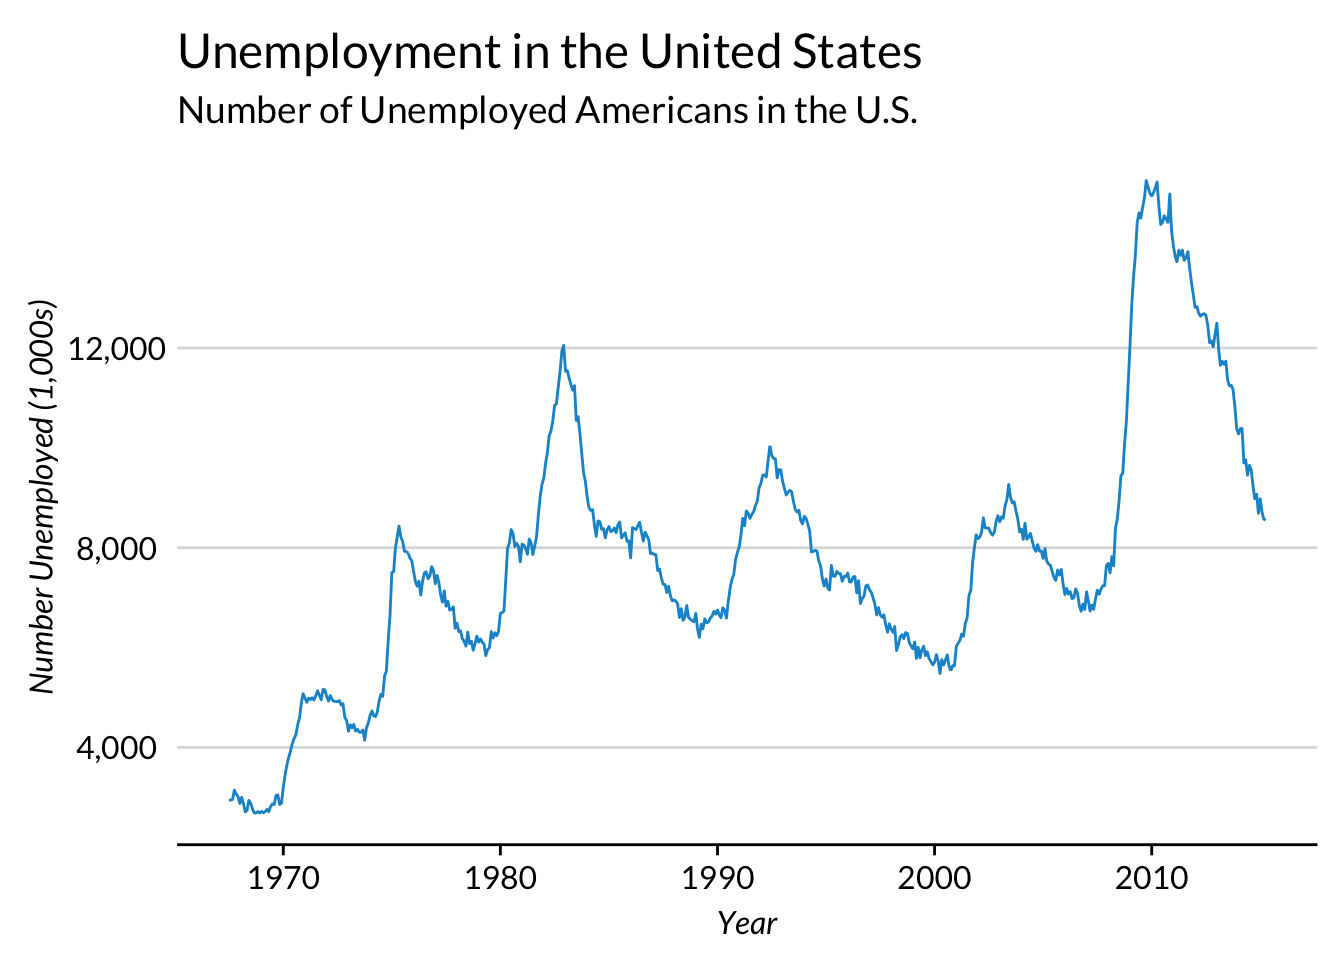 Unemployment in the United States
Number of Unemployed Americans in the U.S.
Number Unemployed (1,000s)
12,000
8,000
4,000
1970 1980 1990 2000 2010
Year